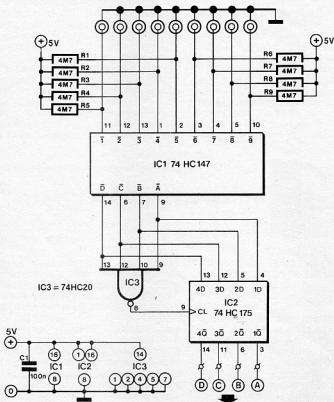 5V
5V
R1
4M7
R2
4M7
R3
4M7
R4
4M7
R5
R6
4M7
R7
4M7
R8
4M7
R9
4M7
11 12 13 1 2 3 4 5 10
1 2 3 4 5 6 7 8 9
IC1 74 HC147
D C B A
14 6 7 9
13 12 10 9
IC3
8
IC3 = 74HC20
13 12 5 4
4D 3D 2D 1D
IC2
9 CL 74 HC 175
4Q 3Q 2Q 1Q
14 11 6 3
D C B A
5V
C1
100n
0
16 1 16 14
IC1 IC2 IC3
8 8 1 2 4 5 7